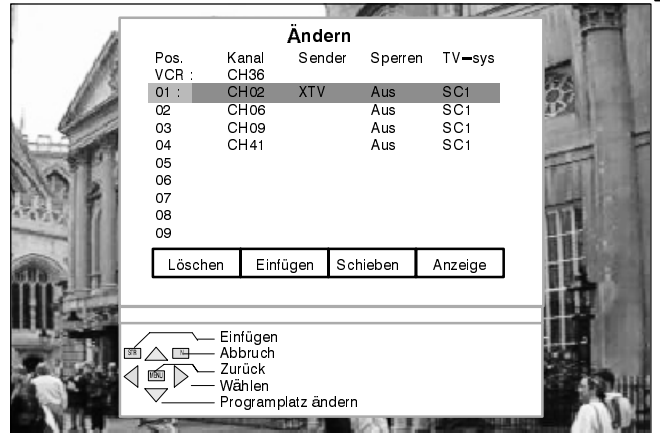 Ändern
Pos. Kanal Sender Sperren TV-sys
VCR : CH36
01 : CH02 XTV Aus SC1
02 CH06 Aus SC1
03 CH09 Aus SC1
04 CH41 Aus SC1
05
06
07
08
09
Löschen Einfügen Schieben Anzeige
Einfügen
STR N Abbruch
MENU Zurück
Wählen
Programplatz ändern